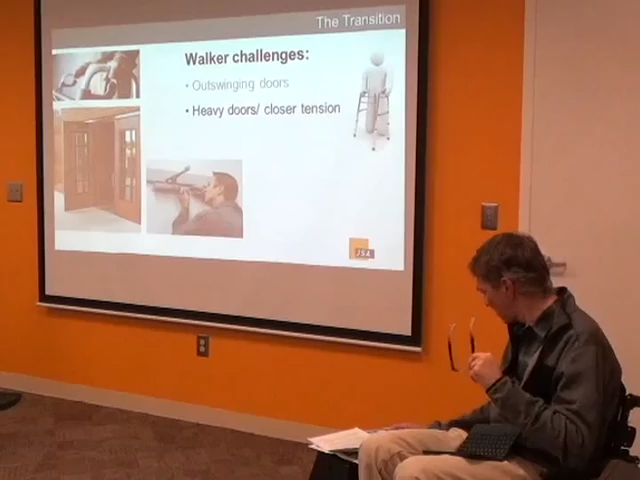 The Transition
Walker challenges:
• Outswinging doors
• Heavy doors/ closer tension
JSA